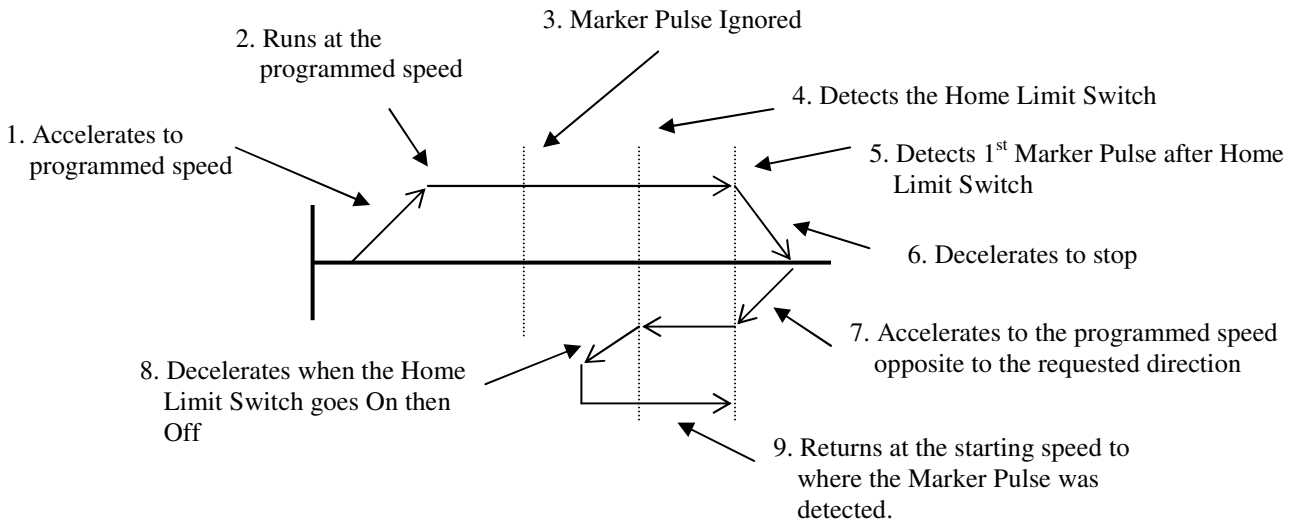 1. Accelerates to
programmed speed
2. Runs at the
programmed speed
3. Marker Pulse Ignored
4. Detects the Home Limit Switch
5. Detects 1st Marker Pulse after Home
Limit Switch
6. Decelerates to stop
7. Accelerates to the programmed speed
opposite to the requested direction
8. Decelerates when the Home
Limit Switch goes On then
Off
9. Returns at the starting speed to
where the Marker Pulse was
detected.